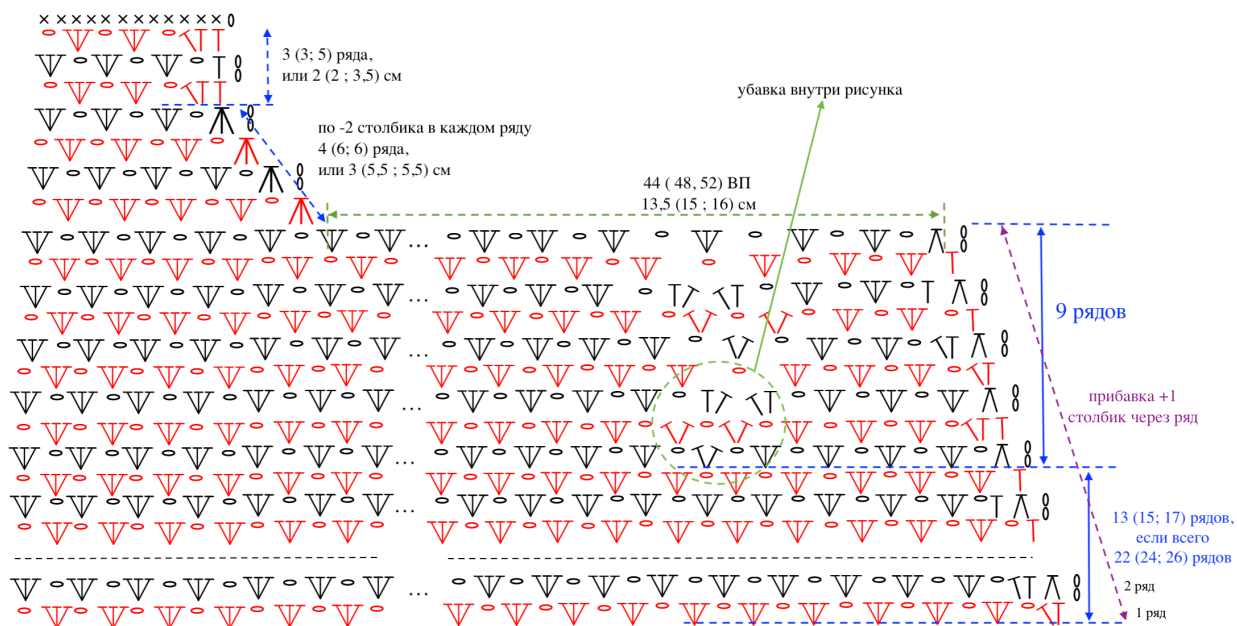 3 (3; 5) ряда,
или 2 (2 ; 3,5) см
убавка внутри рисунка
по -2 столбика в каждом ряду
4 (6; 6) ряда,
или 3 (5,5 ; 5,5) см
44 ( 48, 52) ВП
13,5 (15 ; 16) см
9 рядов
прибавка +1
столбик через ряд
13 (15; 17) рядов,
если всего
22 (24; 26) рядов
2 ряд
1 ряд